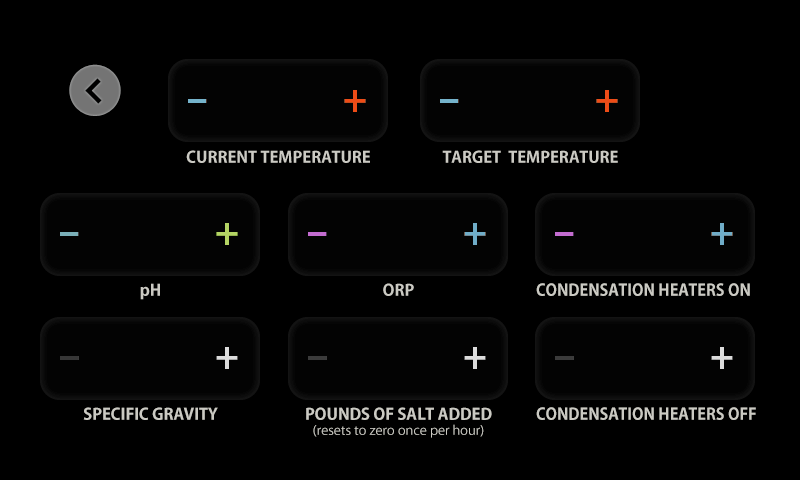 - + - +
CURRENT TEMPERATURE TARGET TEMPERATURE
- + - + - +
pH ORP CONDENSATION HEATERS ON
- + - + - +
SPECIFIC GRAVITY POUNDS OF SALT ADDED CONDENSATION HEATERS OFF
(resets to zero once per hour)